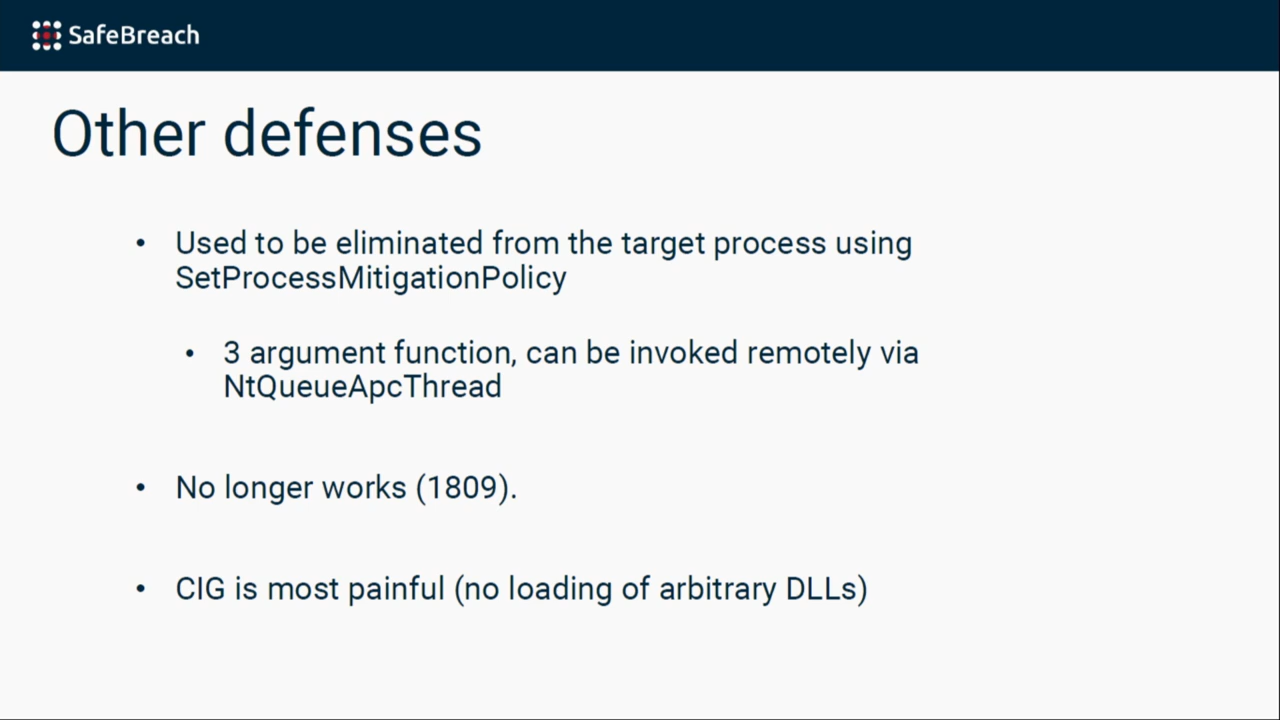 SafeBreach
Other defenses
• Used to be eliminated from the target process using
SetProcessMitigationPolicy
• 3 argument function, can be invoked remotely via
NtQueueApcThread
• No longer works (1809).
• CIG is most painful (no loading of arbitrary DLLs)